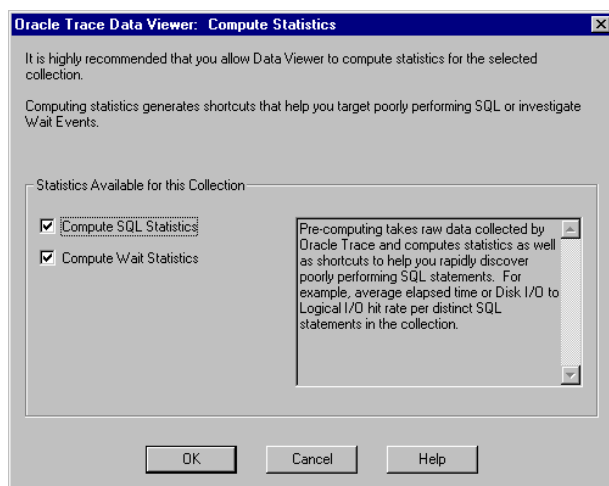 Oracle Trace Data Viewer: Compute Statistics
It is highly recommended that you allow Data Viewer to compute statistics for the selected
collection.
Computing statistics generates shortcuts that help you target poorly performing SQL or investigate
Wait Events.
Statistics Available for this Collection
Compute SQL Statistics
Compute Wait Statistics
Pre-computing takes raw data collected by
Oracle Trace and computes statistics as well
as shortcuts to help you rapidly discover
poorly performing SQL statements. For
example, average elapsed time or Disk I/O to
Logical I/O hit rate per distinct SQL
statements in the collection.
OK
Cancel
Help